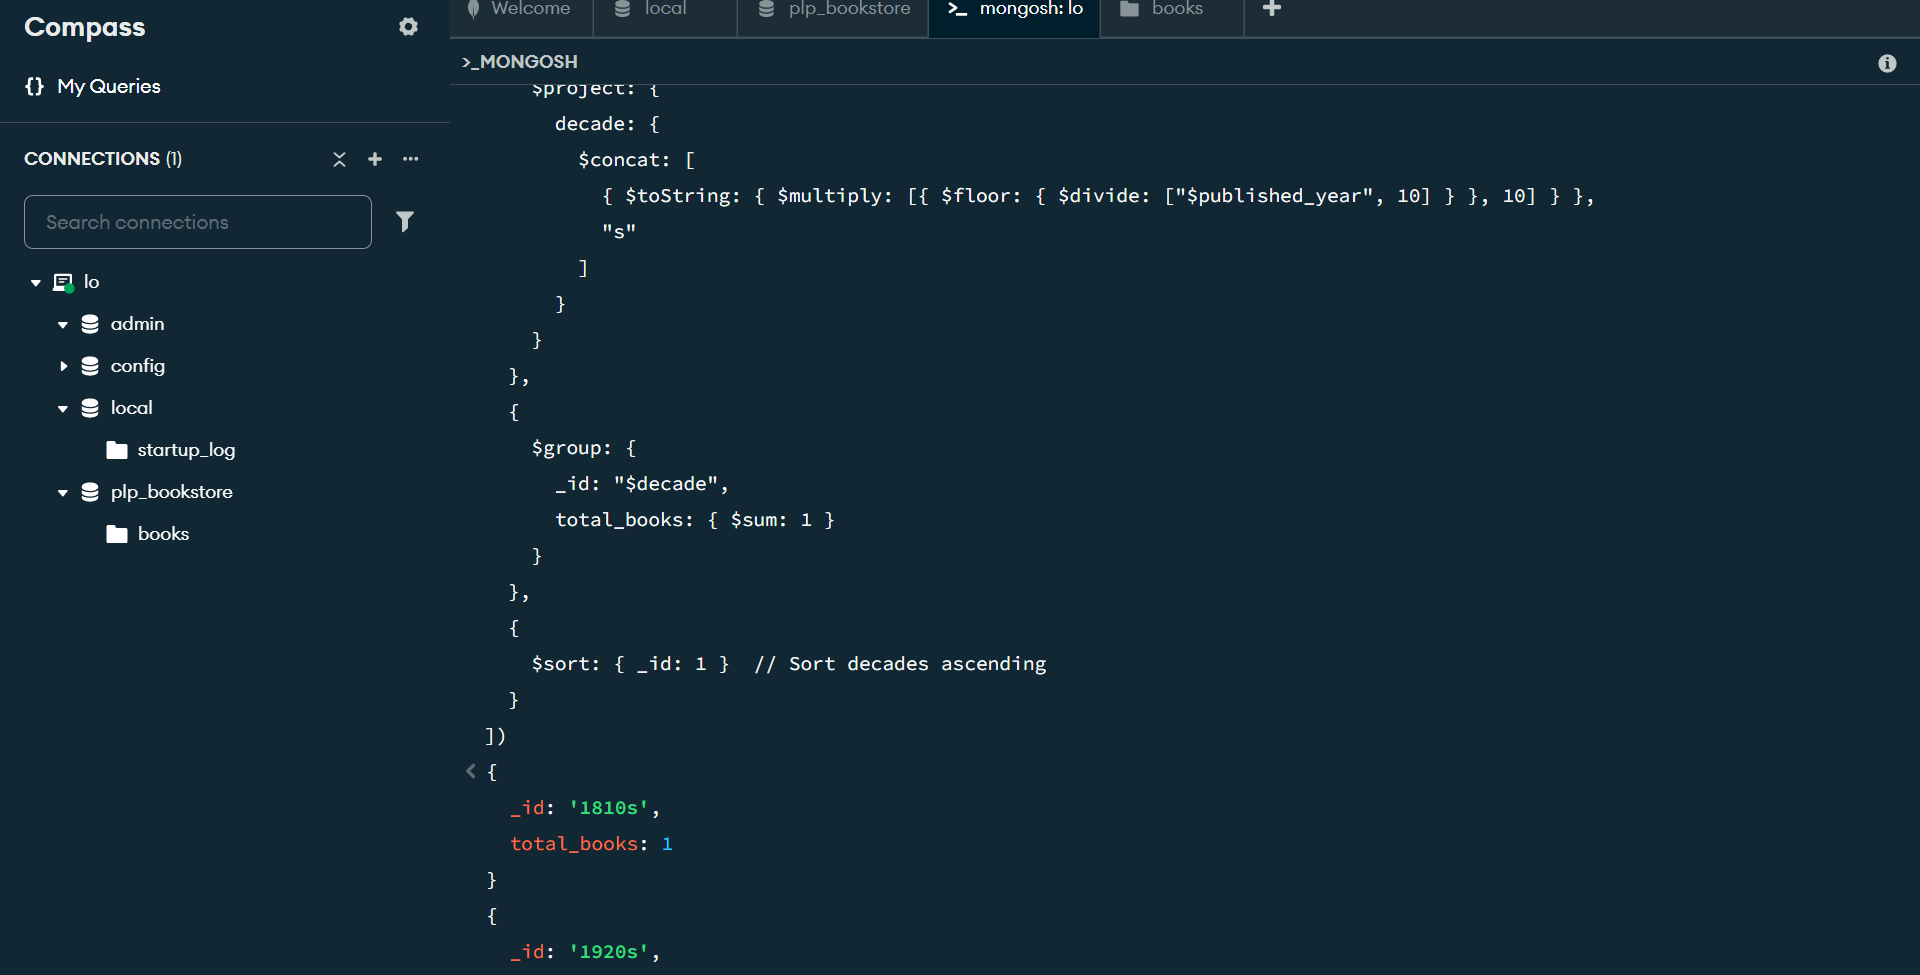 Compass
{} My Queries
CONNECTIONS (1)
Search connections
lo
admin
config
local
startup_log
plp_bookstore
books
Welcome
local
plp_bookstore
>_ mongosh: lo
books
>_MONGOSH
$project: {
decade: {
$concat: [
{ $toString: { $multiply: [{ $floor: { $divide: ["$published_year", 10] } }, 10] } },
"s"
]
}
}
},
{
$group: {
_id: "$decade",
total_books: { $sum: 1 }
}
},
{
$sort: { _id: 1 }  // Sort decades ascending
}
])
{
_id: '1810s',
total_books: 1
}
{
_id: '1920s',